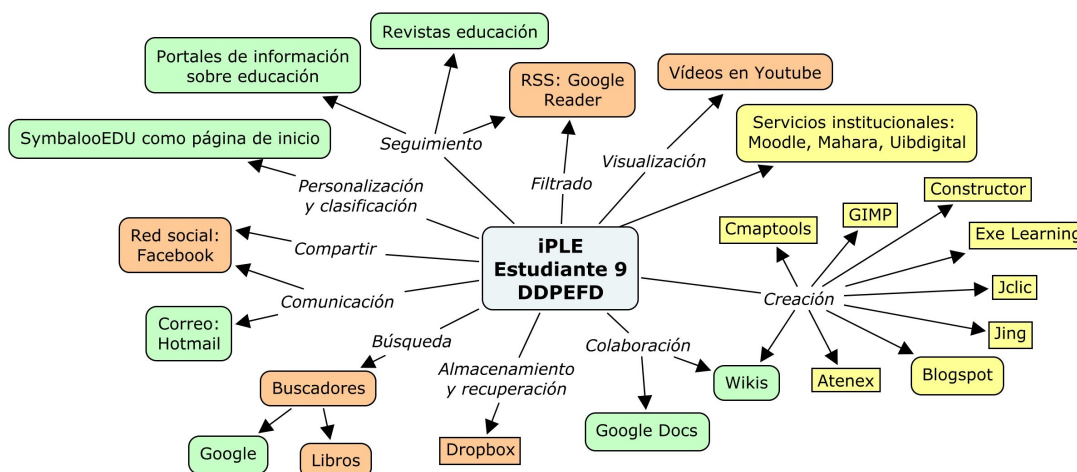 Revistas educación
Portales de información
sobre educación
RSS: Google
Reader
Vídeos en Youtube
SymbalooEDU como página de inicio
Seguimiento
Servicios institucionales:
Moodle, Mahara, Uibdigital
Visualización
Filtrado
Personalización
y clasificación
Constructor
GIMP
Cmaptools
Exe Learning
Red social:
Facebook
Compartir
iPLE
Estudiante 9
DDPEFD
Comunicación
Creación
Jclic
Jing
Correo:
Hotmail
Búsqueda
Colaboración
Almacenamiento
y recuperación
Buscadores
Wikis
Atenex
Blogspot
Google Docs
Google
Libros
Dropbox